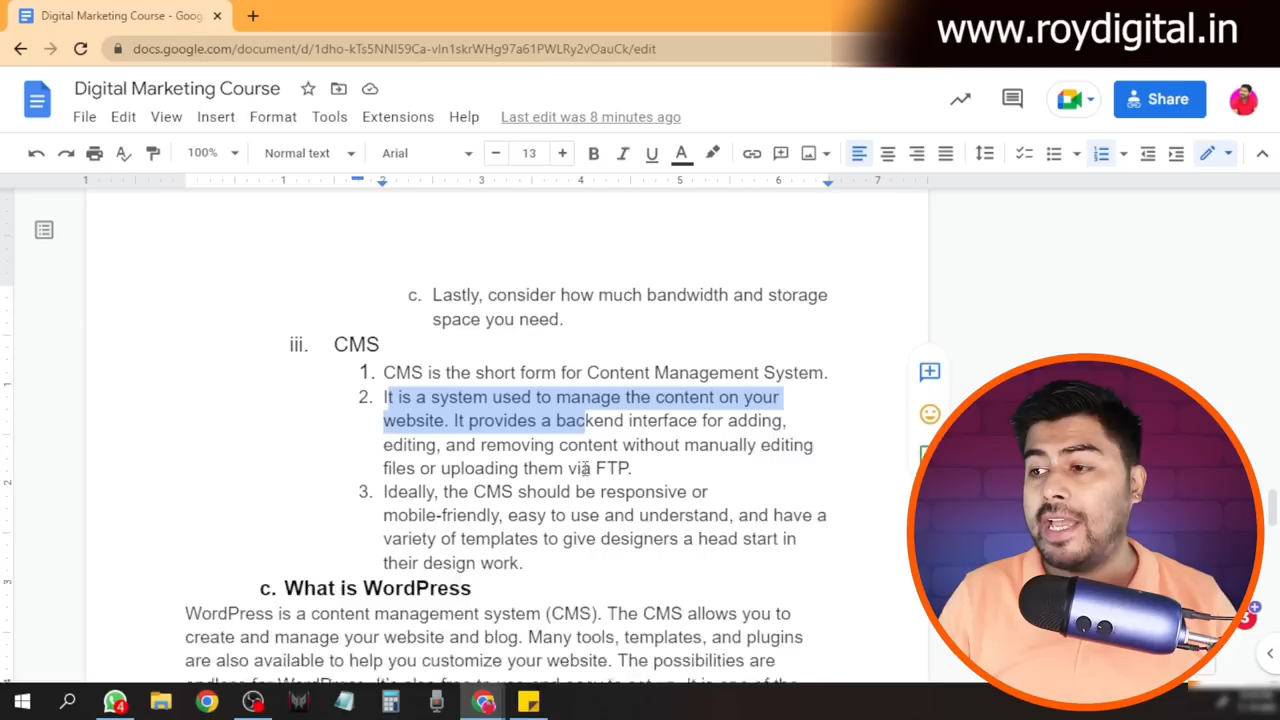 Digital Marketing Course - Goog
www.roydigital.in
docs.google.com/document/d/1dho-kTs5NNI59Ca-vln1skrWHg97a61PWLRy2vOauCk/edit
Digital Marketing Course
Share
File Edit View Insert Format Tools Extensions Help Last edit was 8 minutes ago
100% Normal text Arial 13
1 1 2 3 4 5 6 7
c. Lastly, consider how much bandwidth and storage
space you need.
iii. CMS
1. CMS is the short form for Content Management System.
2. It is a system used to manage the content on your
website. It provides a backend interface for adding,
editing, and removing content without manually editing
files or uploading them via FTP.
3. Ideally, the CMS should be responsive or
mobile-friendly, easy to use and understand, and have a
variety of templates to give designers a head start in
their design work.
c. What is WordPress
WordPress is a content management system (CMS). The CMS allows you to
create and manage your website and blog. Many tools, templates, and plugins
are also available to help you customize your website. The possibilities are